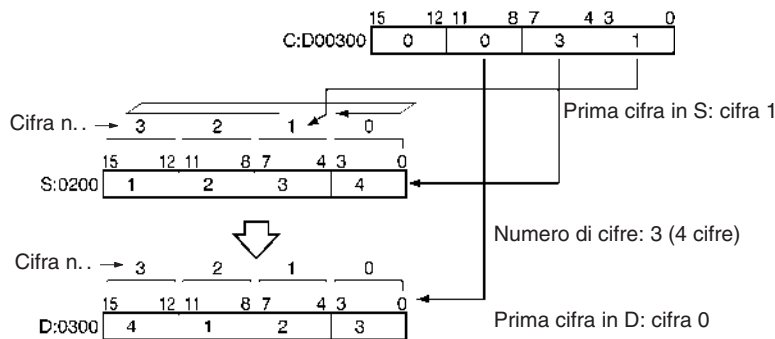 15 12 11 8 7 4 3 0
C:D00300 0 0 3 1
Prima cifra in S: cifra 1
Cifra n.. 3 2 1 0
15 12 11 8 7 4 3 0
S:0200 1 2 3 4
Numero di cifre: 3 (4 cifre)
Cifra n.. 3 2 1 0
15 12 11 8 7 4 3 0
D:0300 4 1 2 3
Prima cifra in D: cifra 0